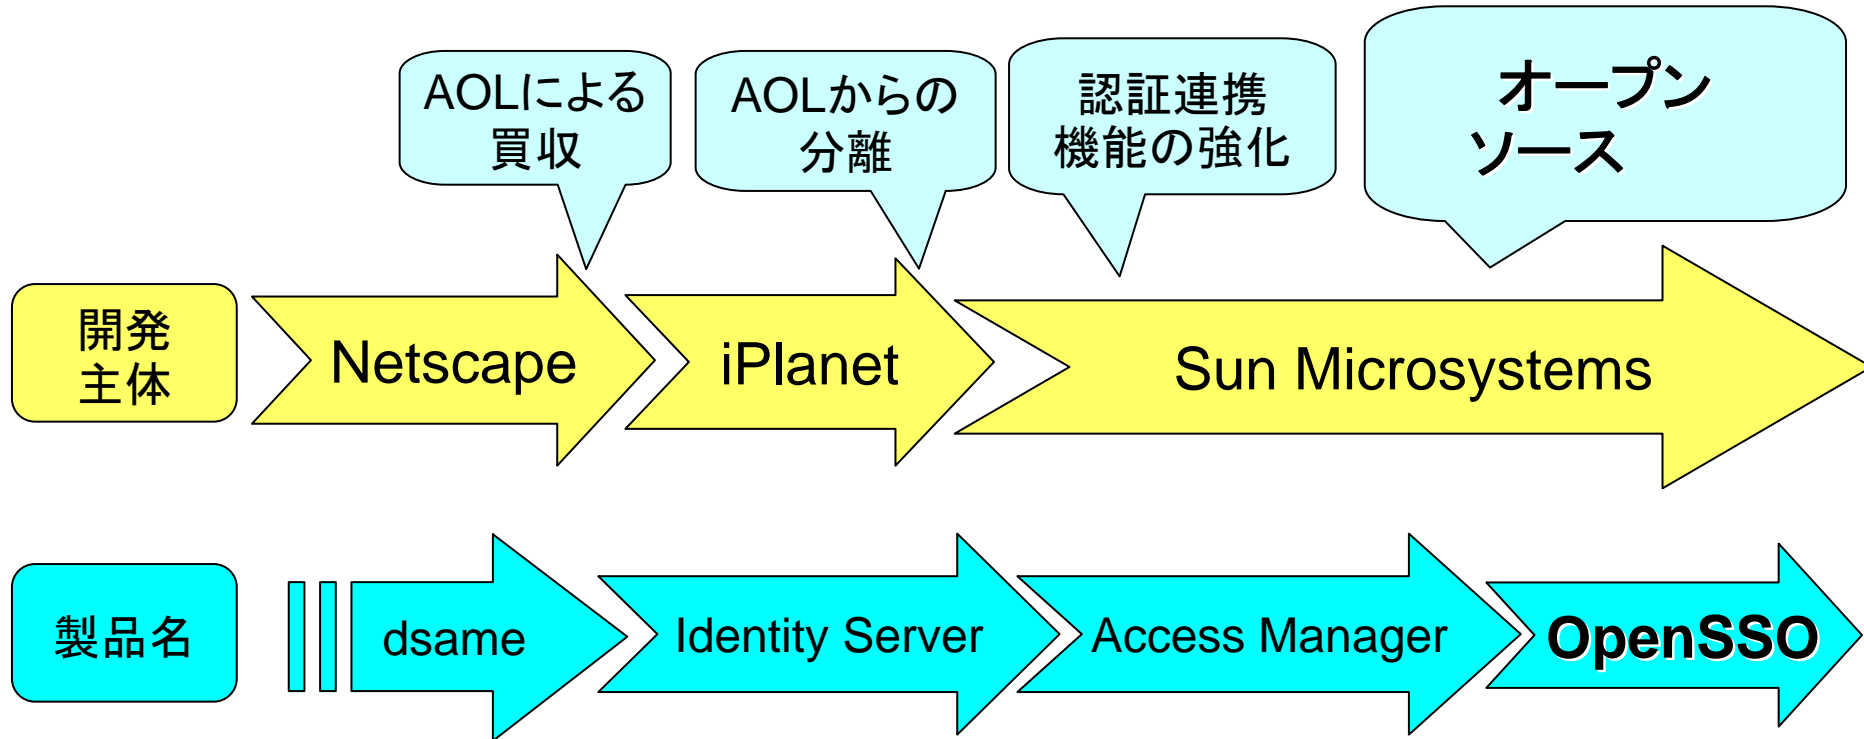 AOLによる
買収
AOLからの
分離
認証連携
機能の強化
オープン
ソース
開発
主体
Netscape
iPlanet
Sun Microsystems
製品名
dsame
Identity Server
Access Manager
OpenSSO